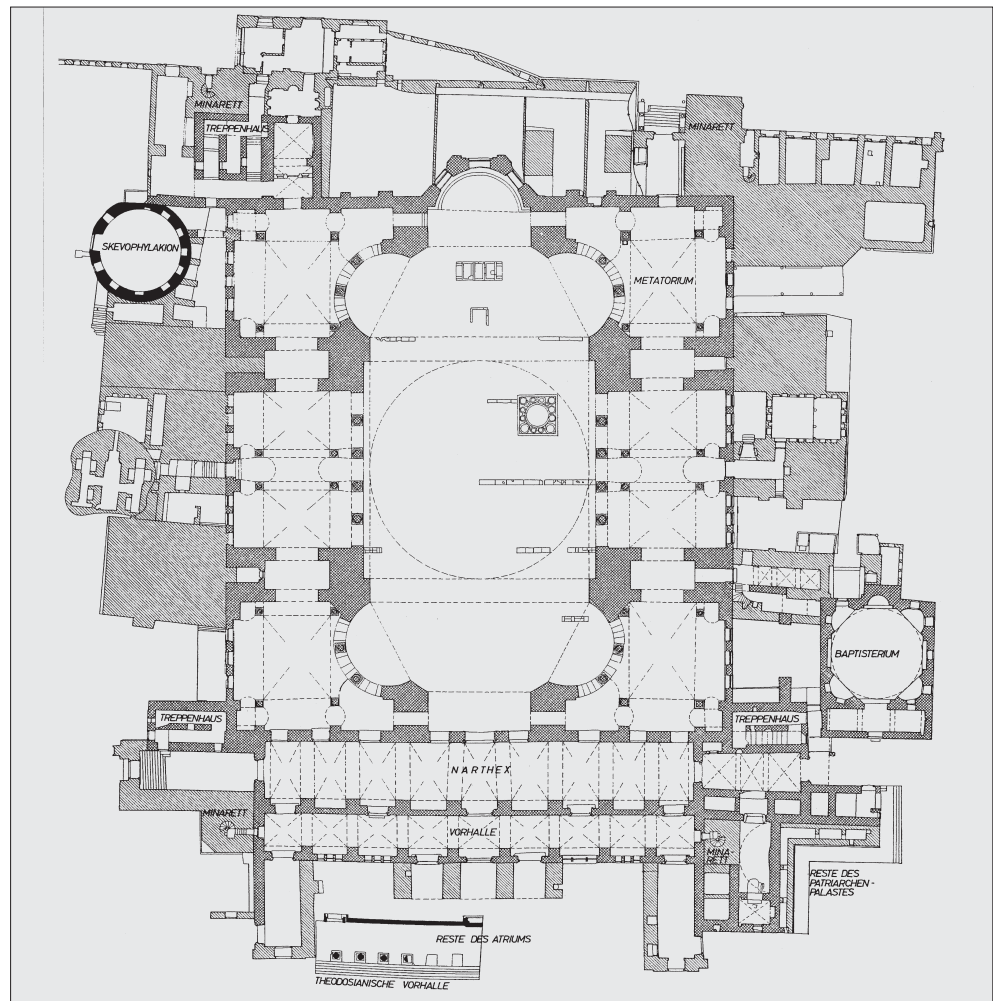 MINARETT
TREPPENHAUS
MINARETT
SKEVOPHYLAKION
METATORIUM
BAPTISTERIUM
TREPPENHAUS
TREPPENHAUS
NARTHEX
MINARETT
VORHALLE
MINA-
RETT
RESTE DES
PATRIARCHEN-
PALASTES
RESTE DES ATRIUMS
THEODOSIANISCHE VORHALLE